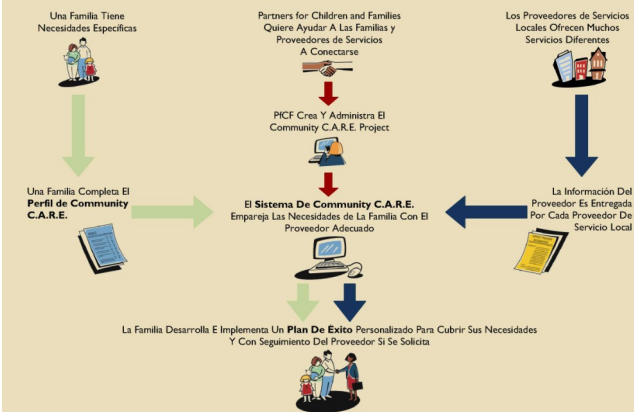 Una Familia Tiene
Necesidades Específicas
Partners for Children and Families
Quiere Ayudar A Las Familias y
Proveedores de Servicios
A Conectarse
Los Proveedores de Servicios
Locales Ofrecen Muchos
Servicios Diferentes
PfCF Crea Y Administra El
Community C.A.R.E. Project
Una Familia Completa El
Perfil de Community
C.A.R.E.
El Sistema De Community C.A.R.E.
Empareja Las Necesidades de La Familia Con El
Proveedor Adecuado
La Información Del
Proveedor Es Entregada
Por Cada Proveedor De
Servicio Local
La Familia Desarrolla E Implementa Un Plan De Ëxito Personalizado Para Cubrir Sus Necesidades
Y Con Seguimiento Del Proveedor Si Se Solicita